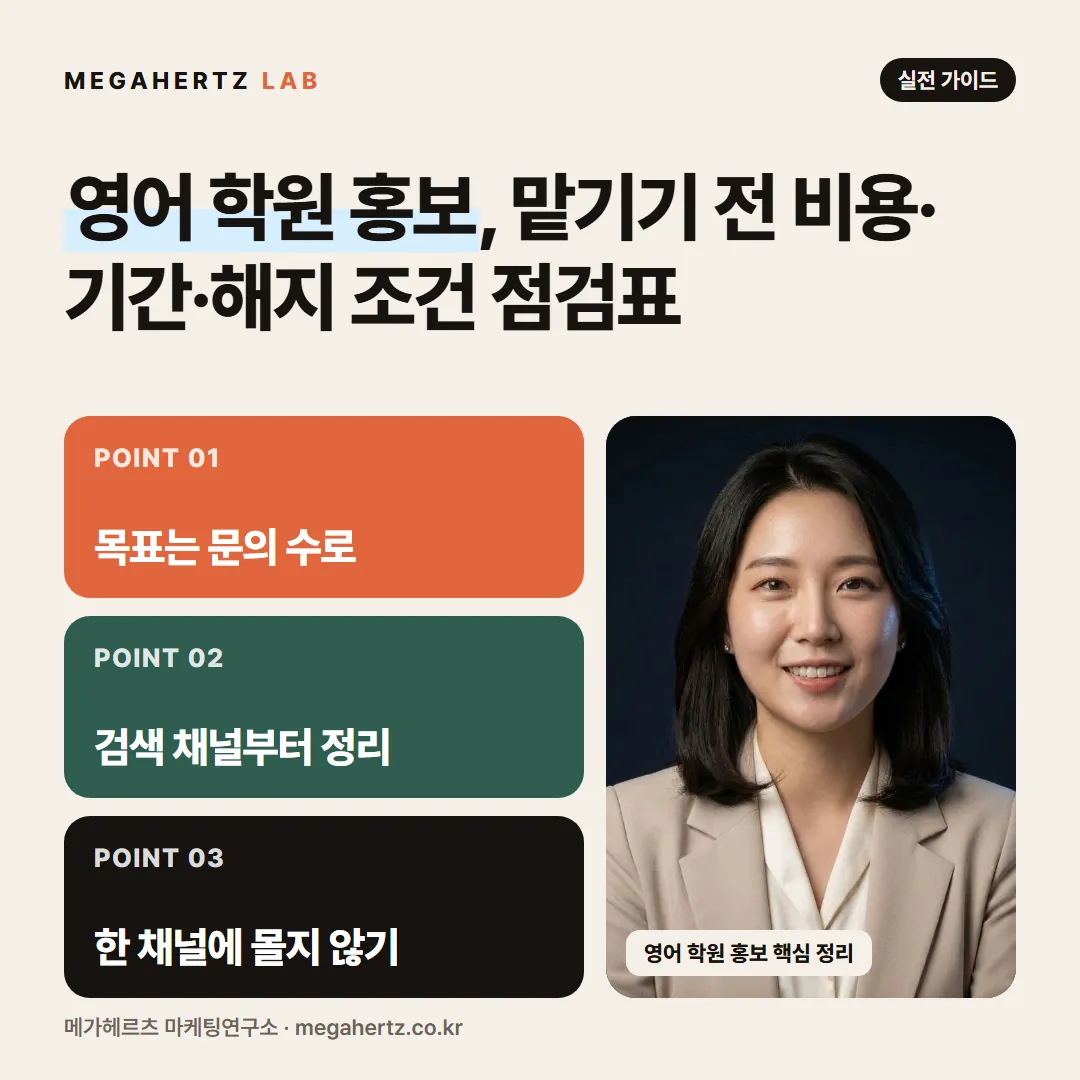 MEGAHERTZ LAB
실전 가이드
영어 학원 홍보, 맡기기 전 비용·
기간·해지 조건 점검표
POINT 01
목표는 문의 수로
POINT 02
검색 채널부터 정리
POINT 03
한 채널에 몰지 않기
영어 학원 홍보 핵심 정리
메가헤르츠 마케팅연구소 · megahertz.co.kr